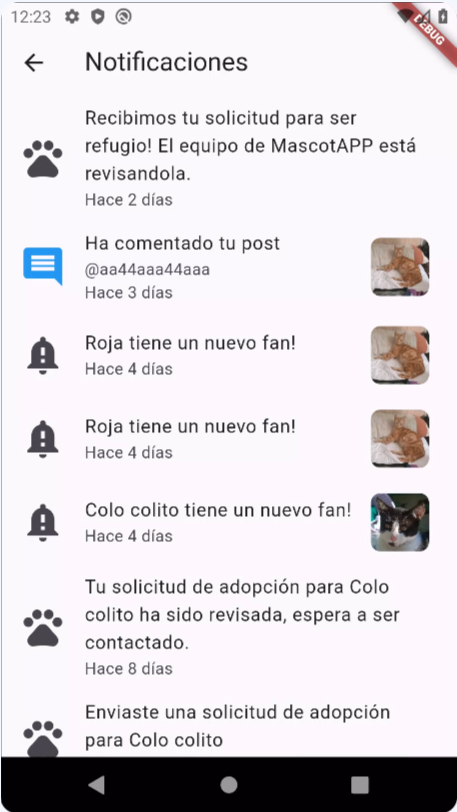 12:23
DEBUG
Notificaciones
Recibimos tu solicitud para ser
refugio! El equipo de MascotAPP está
revisandola.
Hace 2 días
Ha comentado tu post
@aa44aaa44aaa
Hace 3 días
Roja tiene un nuevo fan!
Hace 4 días
Roja tiene un nuevo fan!
Hace 4 días
Colo colito tiene un nuevo fan!
Hace 4 días
Tu solicitud de adopción para Colo
colito ha sido revisada, espera a ser
contactado.
Hace 8 días
Enviaste una solicitud de adopción
para Colo colito